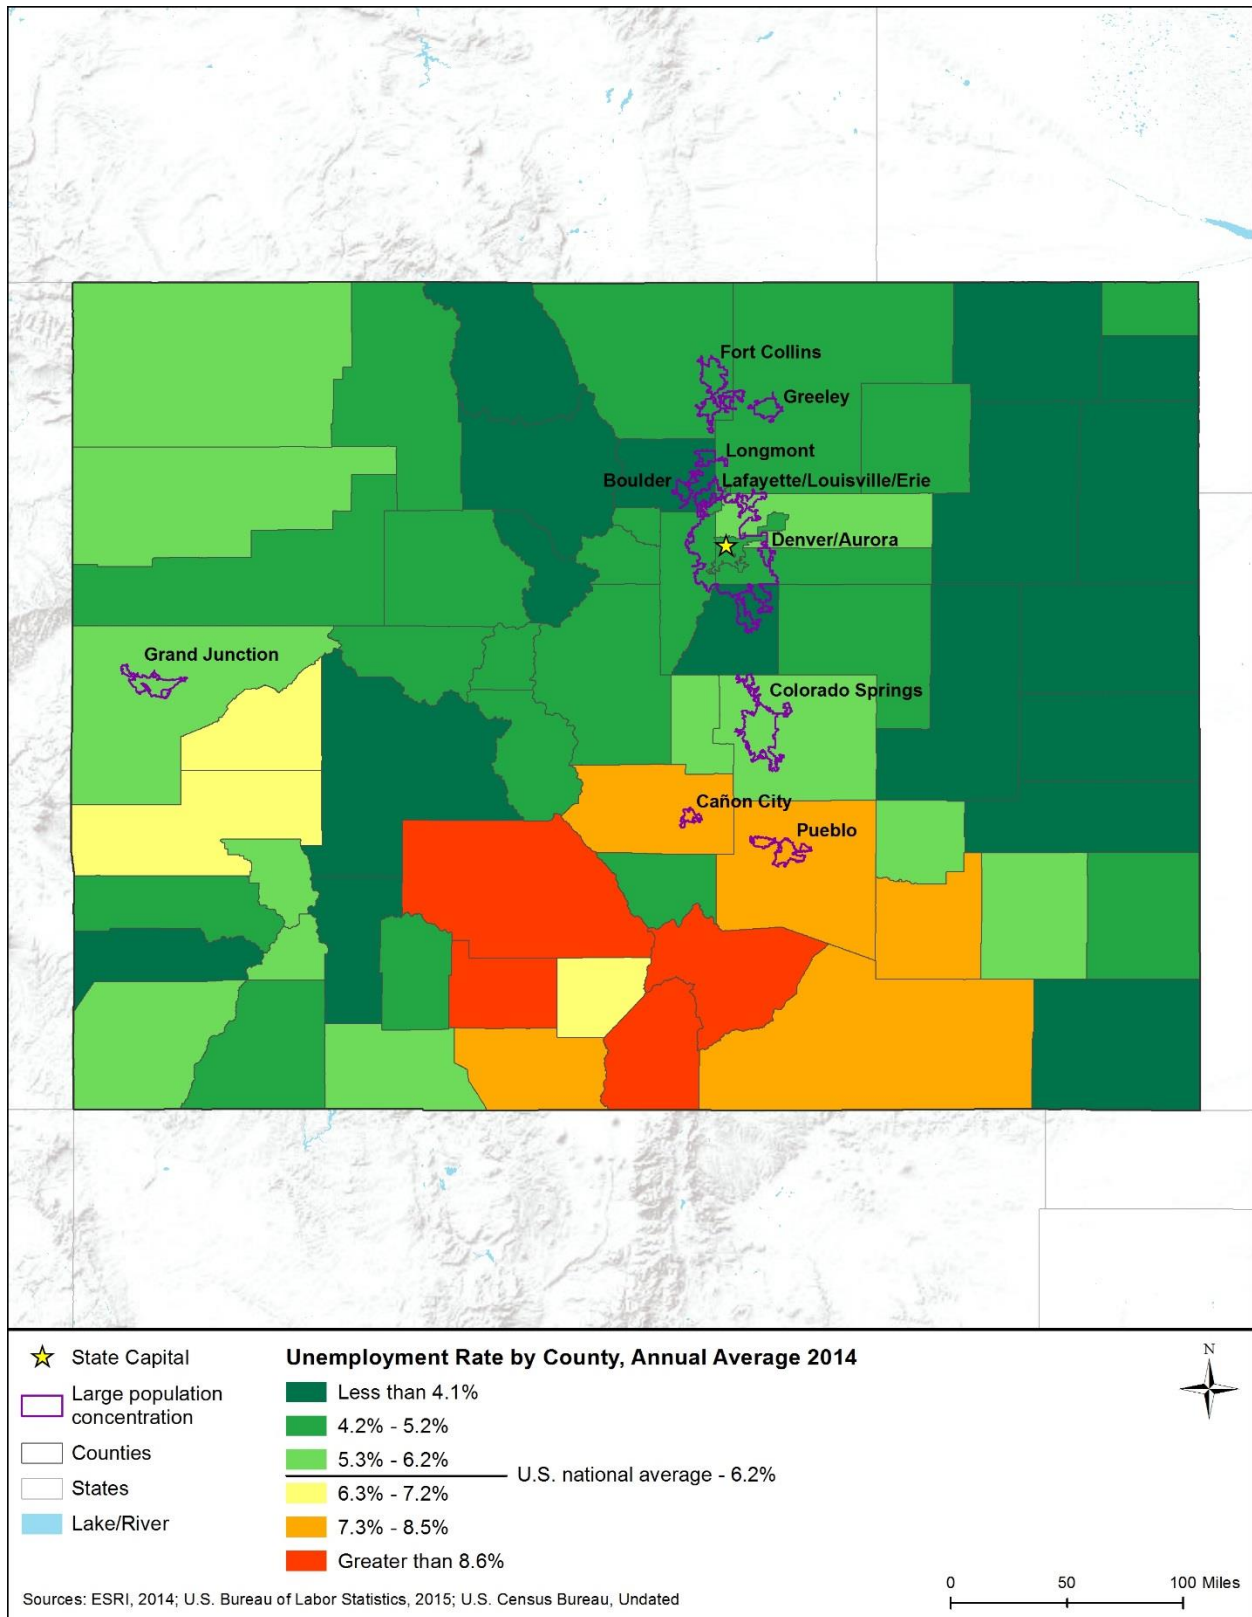 Fort Collins
Greeley
Longmont
Boulder
Lafayette/Louisville/Erie
Denver/Aurora
Grand Junction
Colorado Springs
Cañon City
Pueblo
State Capital
Large population
concentration
Counties
States
Lake/River
Unemployment Rate by County, Annual Average 2014
Less than 4.1%
4.2% - 5.2%
5.3% - 6.2%
U.S. national average - 6.2%
6.3% - 7.2%
7.3% - 8.5%
Greater than 8.6%
N
0 50 100 Miles
Sources: ESRI, 2014; U.S. Bureau of Labor Statistics, 2015; U.S. Census Bureau, Undated